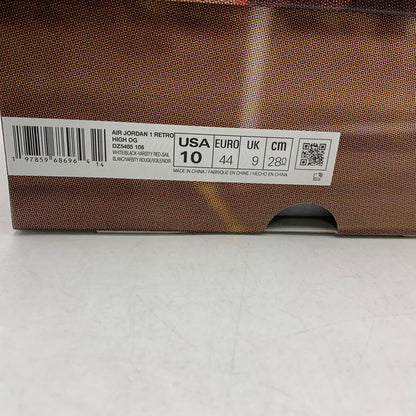 AIR JORDAN 1 RETRO
HIGH OG
DZ5485 106
WHITE/BLACK-VARSITY RED-SAIL
BLANC/VARSITY ROUGE/VOILE/NOIR
1 97859 68696 4 14
USA EURO UK cm
10 44 9 28
MADE IN CHINA / FABRIQUÉ EN CHINE / HECHO EN CHINA